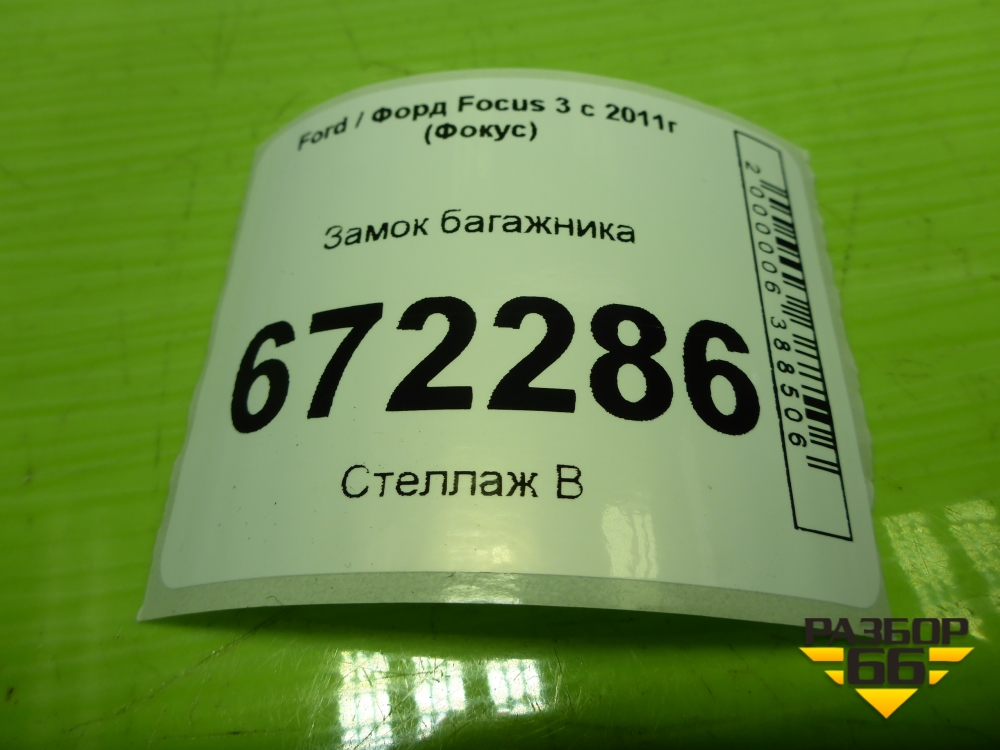 Ford / Форд Focus 3 с 2011г
(Фокус)
Замок багажника
672286
Стеллаж В
2000006388506
РАЗБОР
66